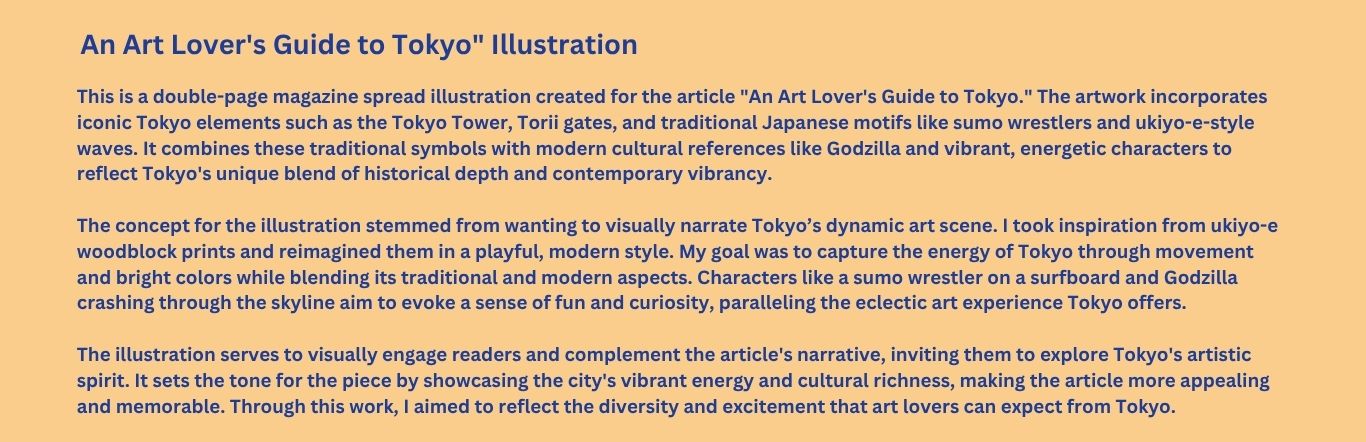 An Art Lover's Guide to Tokyo" Illustration
This is a double-page magazine spread illustration created for the article "An Art Lover's Guide to Tokyo." The artwork incorporates
iconic Tokyo elements such as the Tokyo Tower, Torii gates, and traditional Japanese motifs like sumo wrestlers and ukiyo-e-style
waves. It combines these traditional symbols with modern cultural references like Godzilla and vibrant, energetic characters to
reflect Tokyo's unique blend of historical depth and contemporary vibrancy.
The concept for the illustration stemmed from wanting to visually narrate Tokyo’s dynamic art scene. I took inspiration from ukiyo-e
woodblock prints and reimagined them in a playful, modern style. My goal was to capture the energy of Tokyo through movement
and bright colors while blending its traditional and modern aspects. Characters like a sumo wrestler on a surfboard and Godzilla
crashing through the skyline aim to evoke a sense of fun and curiosity, paralleling the eclectic art experience Tokyo offers.
The illustration serves to visually engage readers and complement the article's narrative, inviting them to explore Tokyo's artistic
spirit. It sets the tone for the piece by showcasing the city's vibrant energy and cultural richness, making the article more appealing
and memorable. Through this work, I aimed to reflect the diversity and excitement that art lovers can expect from Tokyo.